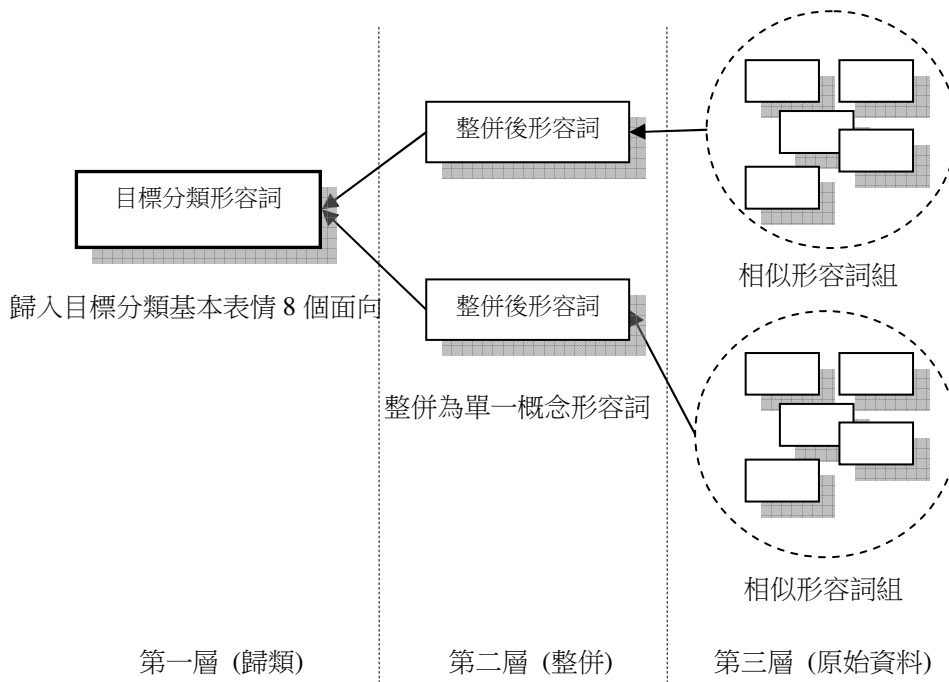 整併後形容詞
目標分類形容詞
相似形容詞組
歸入目標分類基本表情 8 個面向
整併後形容詞
整併為單一概念形容詞
相似形容詞組
第一層 (歸類)
第二層 (整併)
第三層 (原始資料)